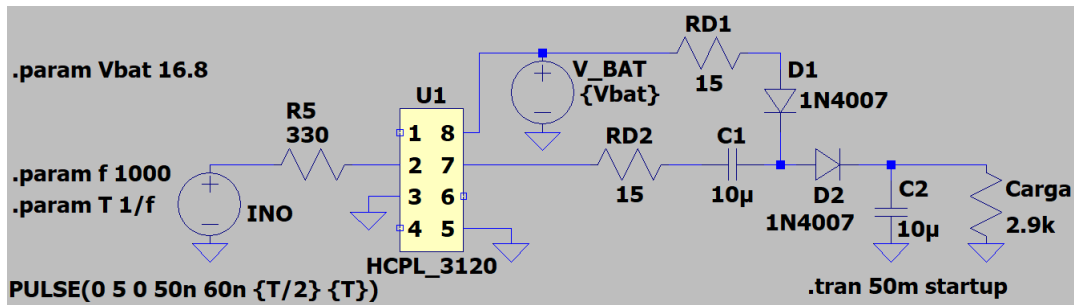 .param Vbat 16.8
R5
330
.param f 1000
.param T 1/f
INO
PULSE(0 5 0 50n 60n {T/2} {T})
U1
1 8
2 7
3 6
4 5
HCPL_3120
+
V_BAT
{Vbat}
RD1
15
D1
1N4007
RD2
15
C1
10µ
D2
1N4007
C2
10µ
Carga
2.9k
.tran 50m startup